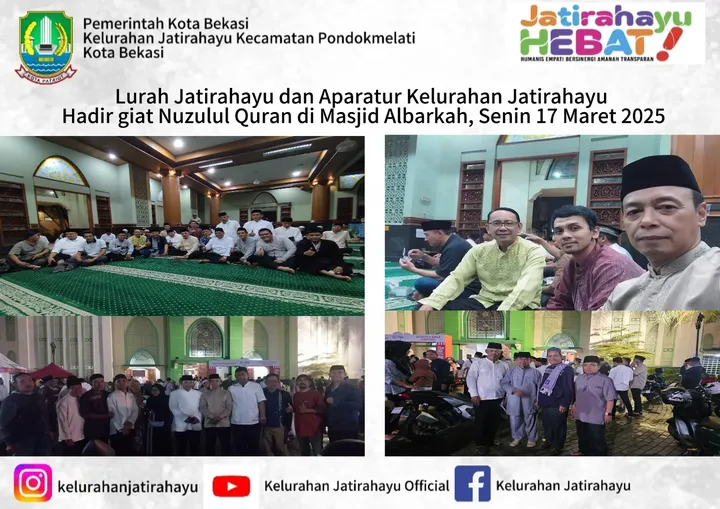 Pemerintah Kota Bekasi
Kelurahan Jatirahayu Kecamatan Pondokmelati
Kota Bekasi
KOTA PATRIOT
Jatirahayu
HEBAT!
HUMANIS EMPATI BERSINERGI AMANAH TRANSPARAN
Lurah Jatirahayu dan Aparatur Kelurahan Jatirahayu
Hadir giat Nuzulul Quran di Masjid Albarkah, Senin 17 Maret 2025
kelurahanjatirahayu
Kelurahan Jatirahayu Official
Kelurahan Jatirahayu